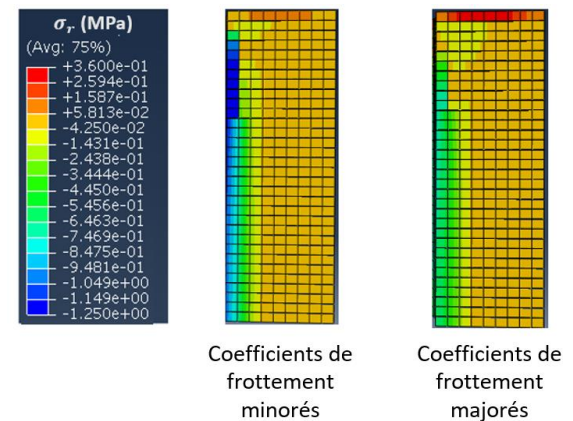 σr (MPa)
(Avg: 75%)
+3.600e-01
+2.594e-01
+1.587e-01
+5.813e-02
-4.250e-02
-1.431e-01
-2.438e-01
-3.444e-01
-4.450e-01
-5.456e-01
-6.463e-01
-7.469e-01
-8.475e-01
-9.481e-01
-1.049e+00
-1.149e+00
-1.250e+00
Coefficients de
frottement
minorés
Coefficients de
frottement
majorés